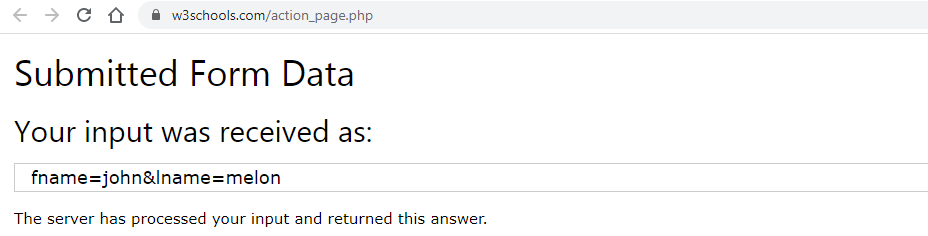 w3schools.com/action_page.php
Submitted Form Data
Your input was received as:
fname=john&lname=melon
The server has processed your input and returned this answer.